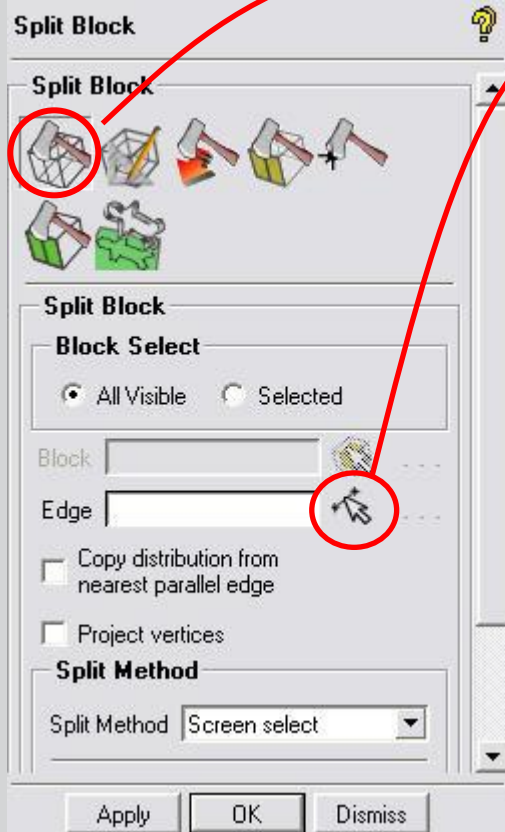 Split Block
Split Block
Split Block
Block Select
All Visible Selected
Block ...
Edge ...
Copy distribution from
nearest parallel edge
Project vertices
Split Method
Split Method Screen select
Apply OK Dismiss